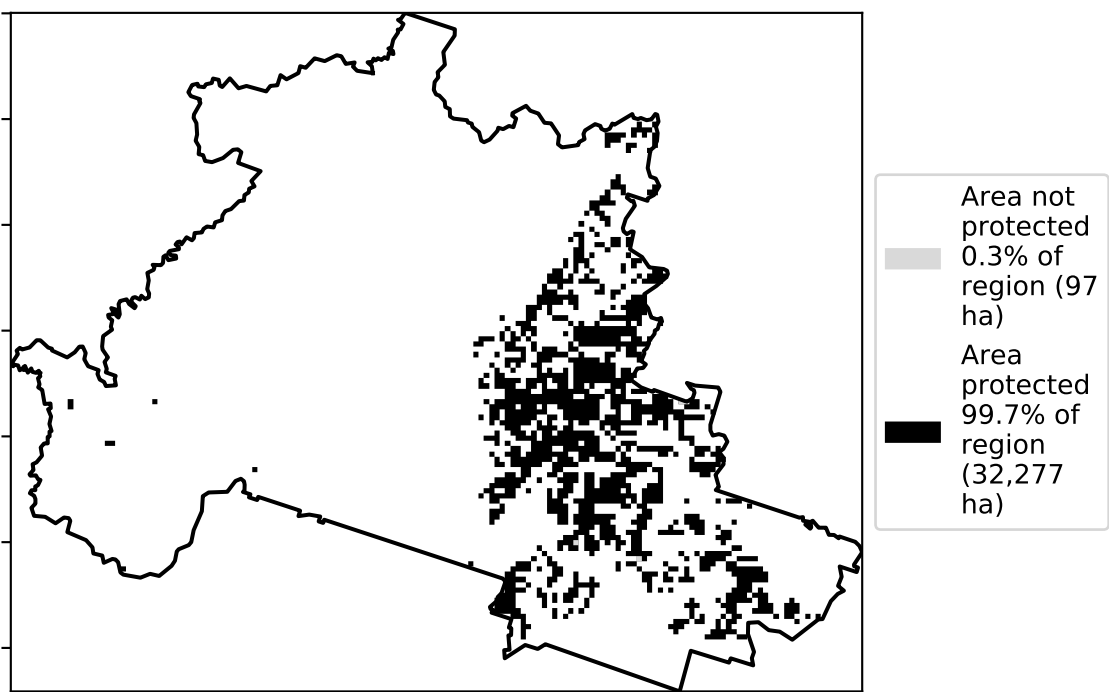 Area not
protected
0.3% of
region (97
ha)
Area
protected
99.7% of
region
(32,277
ha)